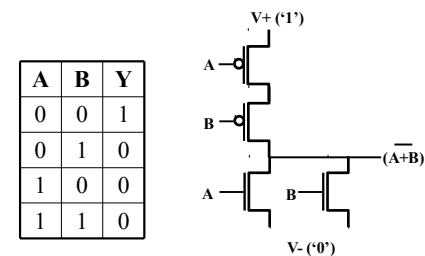 A B Y
0 0 1
0 1 0
1 0 0
1 1 0
V+ ('1')
A
B
(A+B)
A
B
V- ('0')